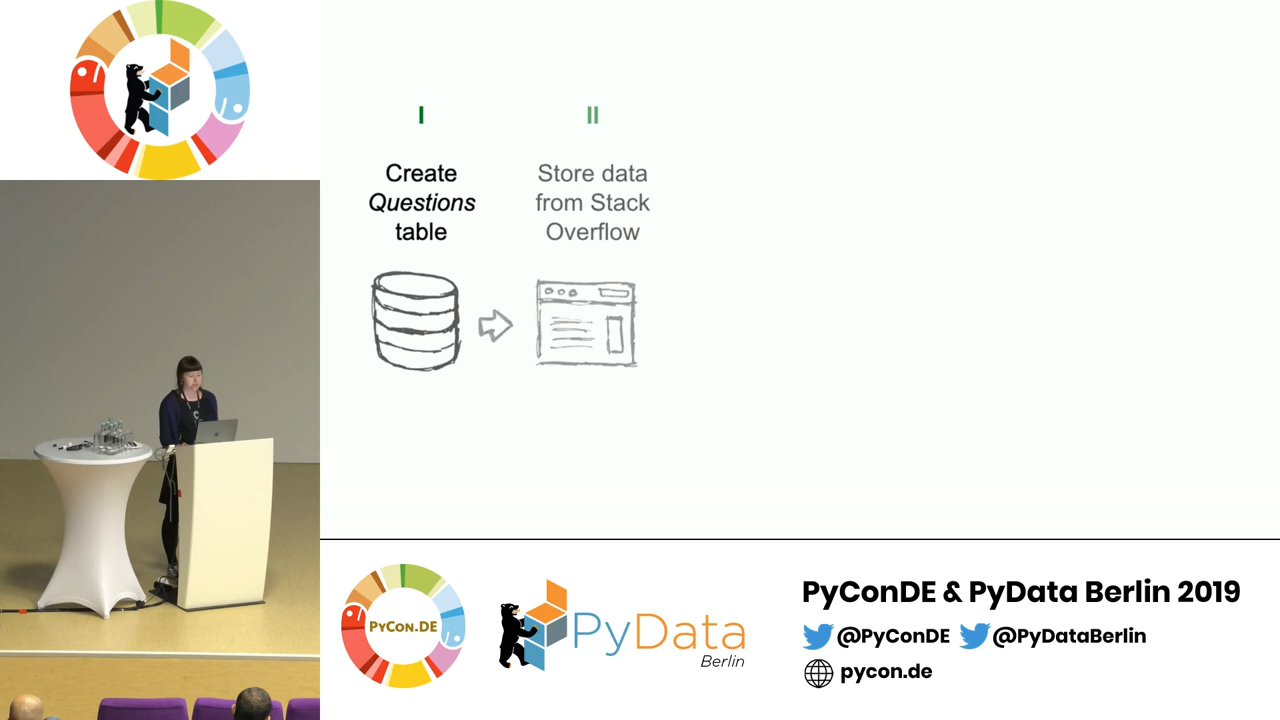 I
Create
Questions
table
II
Store data
from Stack
Overflow
PyCon.DE
PyData
Berlin
PyConDE & PyData Berlin 2019
@PyConDE @PyDataBerlin
pycon.de